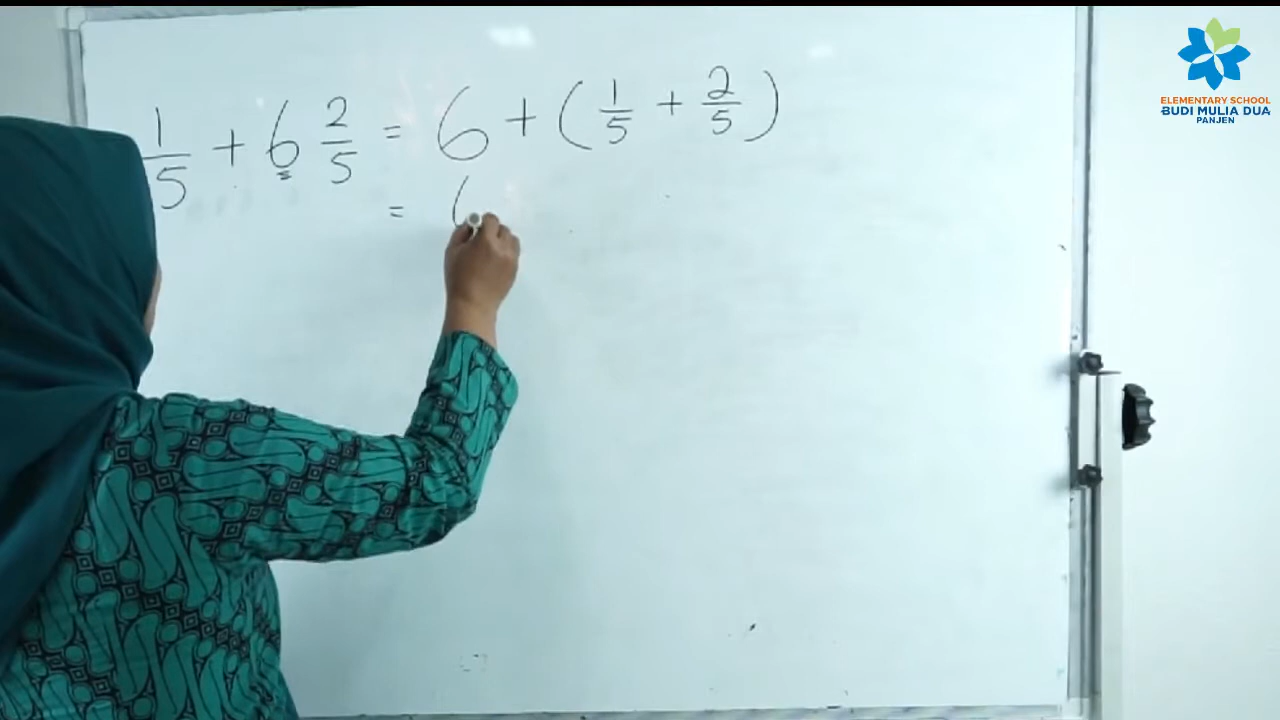 1/5 + 6 2/5 = 6 + (1/5 + 2/5)
= 6
ELEMENTARY SCHOOL
BUDI MULIA DUA
PANJEN